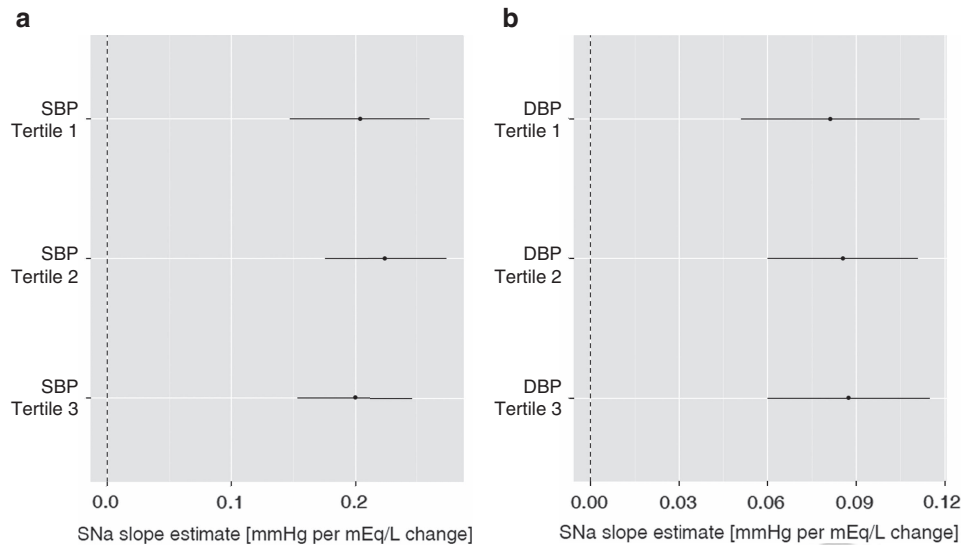 a
b
SBP
Tertile 1
SBP
Tertile 2
SBP
Tertile 3
0.0
0.1
0.2
SNa slope estimate [mmHg per mEq/L change]
DBP
Tertile 1
DBP
Tertile 2
DBP
Tertile 3
0.00
0.03
0.06
0.09
0.12
SNa slope estimate [mmHg per mEq/L change]